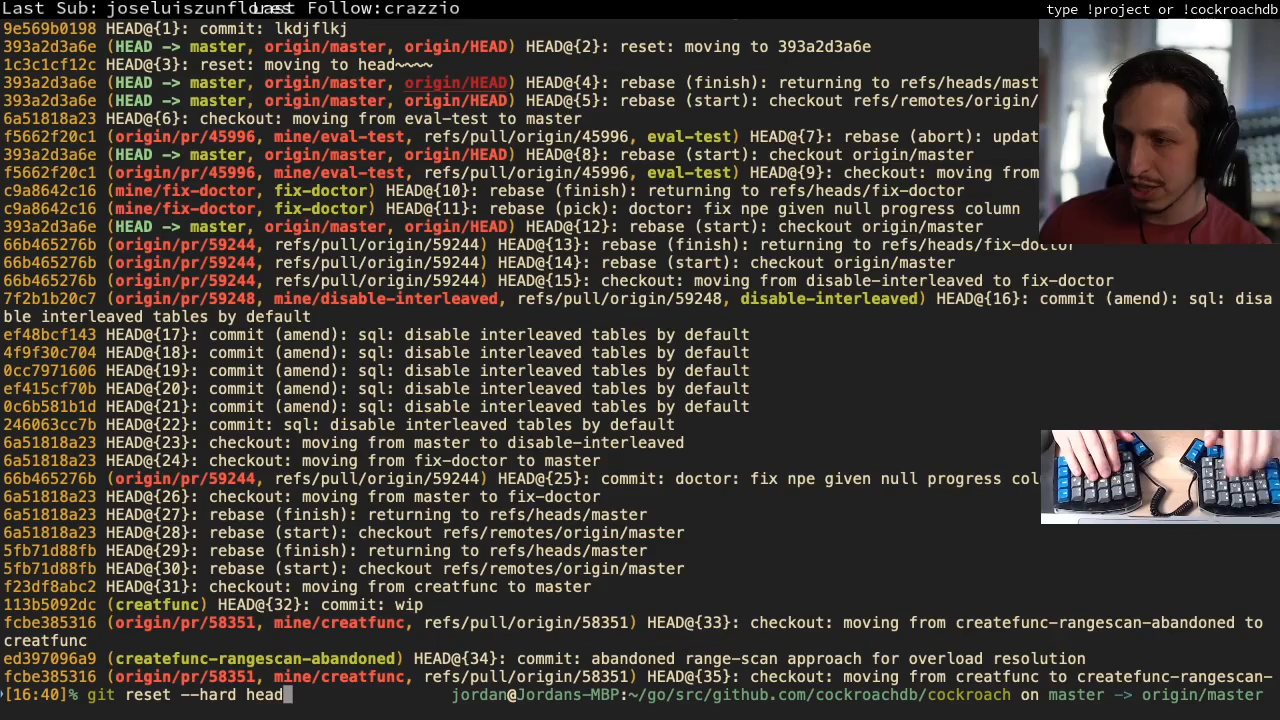 Last Sub: joseluiszunflores Last Follow:crazzio
type !project or !cockroachdb
9e569b0198 HEAD@{1}: commit: lkdjflkj
393a2d3a6e (HEAD -> master, origin/master, origin/HEAD) HEAD@{2}: reset: moving to 393a2d3a6e
1c3c1cf12c HEAD@{3}: reset: moving to head~~~~
393a2d3a6e (HEAD -> master, origin/master, origin/HEAD) HEAD@{4}: rebase (finish): returning to refs/heads/mast
393a2d3a6e (HEAD -> master, origin/master, origin/HEAD) HEAD@{5}: rebase (start): checkout refs/remotes/origin/
6a51818a23 HEAD@{6}: checkout: moving from eval-test to master
f5662f20c1 (origin/pr/45996, mine/eval-test, refs/pull/origin/45996, eval-test) HEAD@{7}: rebase (abort): updat
393a2d3a6e (HEAD -> master, origin/master, origin/HEAD) HEAD@{8}: rebase (start): checkout origin/master
f5662f20c1 (origin/pr/45996, mine/eval-test, refs/pull/origin/45996, eval-test) HEAD@{9}: checkout: moving from
c9a8642c16 (mine/fix-doctor, fix-doctor) HEAD@{10}: rebase (finish): returning to refs/heads/fix-doctor
c9a8642c16 (mine/fix-doctor, fix-doctor) HEAD@{11}: rebase (pick): doctor: fix npe given null progress column
393a2d3a6e (HEAD -> master, origin/master, origin/HEAD) HEAD@{12}: rebase (start): checkout origin/master
66b465276b (origin/pr/59244, refs/pull/origin/59244) HEAD@{13}: rebase (finish): returning to refs/heads/fix-doctor
66b465276b (origin/pr/59244, refs/pull/origin/59244) HEAD@{14}: rebase (start): checkout origin/master
66b465276b (origin/pr/59244, refs/pull/origin/59244) HEAD@{15}: checkout: moving from disable-interleaved to fix-doctor
7f2b1b20c7 (origin/pr/59248, mine/disable-interleaved, refs/pull/origin/59248, disable-interleaved) HEAD@{16}: commit (amend): sql: disa
ble interleaved tables by default
ef48bcf143 HEAD@{17}: commit (amend): sql: disable interleaved tables by default
4f9f30c704 HEAD@{18}: commit (amend): sql: disable interleaved tables by default
0cc7971606 HEAD@{19}: commit (amend): sql: disable interleaved tables by default
ef415cf70b HEAD@{20}: commit (amend): sql: disable interleaved tables by default
0c6b581b1d HEAD@{21}: commit (amend): sql: disable interleaved tables by default
246063cc7b HEAD@{22}: commit: sql: disable interleaved tables by default
6a51818a23 HEAD@{23}: checkout: moving from master to disable-interleaved
6a51818a23 HEAD@{24}: checkout: moving from fix-doctor to master
66b465276b (origin/pr/59244, refs/pull/origin/59244) HEAD@{25}: commit: doctor: fix npe given null progress col
6a51818a23 HEAD@{26}: checkout: moving from master to fix-doctor
6a51818a23 HEAD@{27}: rebase (finish): returning to refs/heads/master
6a51818a23 HEAD@{28}: rebase (start): checkout refs/remotes/origin/master
5fb71d88fb HEAD@{29}: rebase (finish): returning to refs/heads/master
5fb71d88fb HEAD@{30}: rebase (start): checkout refs/remotes/origin/master
f23df8abc2 HEAD@{31}: checkout: moving from creatfunc to master
113b5092dc (creatfunc) HEAD@{32}: commit: wip
fcbe385316 (origin/pr/58351, mine/creatfunc, refs/pull/origin/58351) HEAD@{33}: checkout: moving from createfunc-rangescan-abandoned to
creatfunc
ed397096a9 (createfunc-rangescan-abandoned) HEAD@{34}: commit: abandoned range-scan approach for overload resolution
fcbe385316 (origin/pr/58351, mine/creatfunc, refs/pull/origin/58351) HEAD@{35}: checkout: moving from creatfunc to createfunc-rangescan-
[16:40]% git reset --hard head jordan@Jordans-MBP:~/go/src/github.com/cockroachdb/cockroach on master -> origin/master